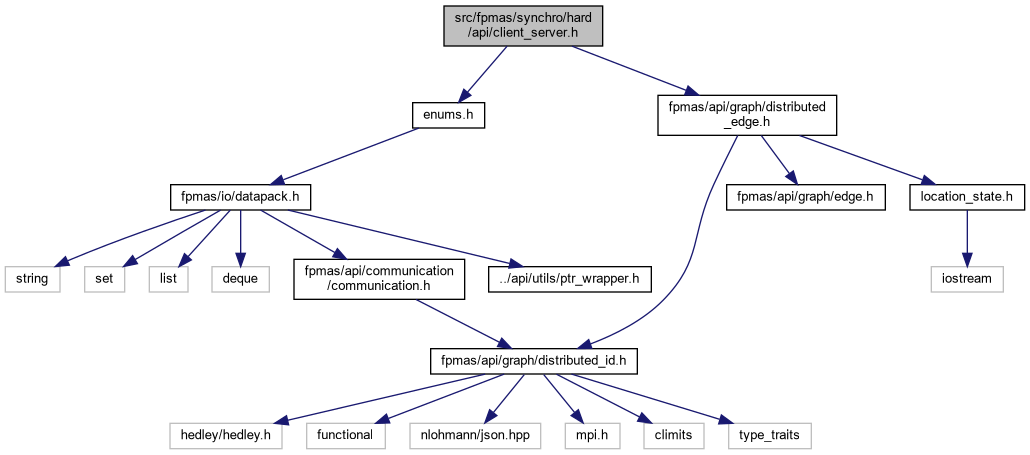 src/fpmas/synchro/hard
/api/client_server.h
enums.h
fpmas/api/graph/distributed
_edge.h
fpmas/io/datapack.h
fpmas/api/graph/edge.h
location_state.h
string
set
list
deque
fpmas/api/communication
/communication.h
../api/utils/ptr_wrapper.h
iostream
fpmas/api/graph/distributed_id.h
hedley/hedley.h
functional
nlohmann/json.hpp
mpi.h
climits
type_traits